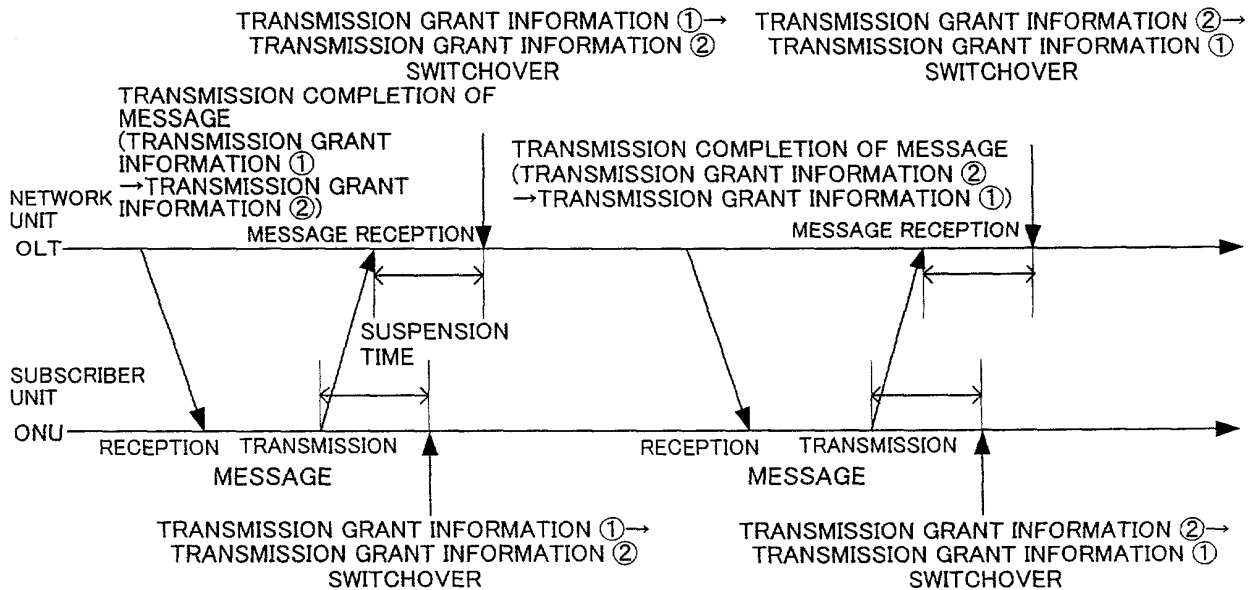 TRANSMISSION GRANT INFORMATION ①→
TRANSMISSION GRANT INFORMATION ②
SWITCHOVER
TRANSMISSION GRANT INFORMATION ②→
TRANSMISSION GRANT INFORMATION ①
SWITCHOVER
TRANSMISSION COMPLETION OF
MESSAGE
(TRANSMISSION GRANT
INFORMATION ①
→TRANSMISSION GRANT
INFORMATION ②)
TRANSMISSION COMPLETION OF MESSAGE
(TRANSMISSION GRANT INFORMATION ②
→TRANSMISSION GRANT INFORMATION ①)
NETWORK
UNIT
OLT
MESSAGE RECEPTION
MESSAGE RECEPTION
SUSPENSION
TIME
SUBSCRIBER
UNIT
ONU
RECEPTION
TRANSMISSION
MESSAGE
RECEPTION
TRANSMISSION
MESSAGE
TRANSMISSION GRANT INFORMATION ①→
TRANSMISSION GRANT INFORMATION ②
SWITCHOVER
TRANSMISSION GRANT INFORMATION ②→
TRANSMISSION GRANT INFORMATION ①
SWITCHOVER